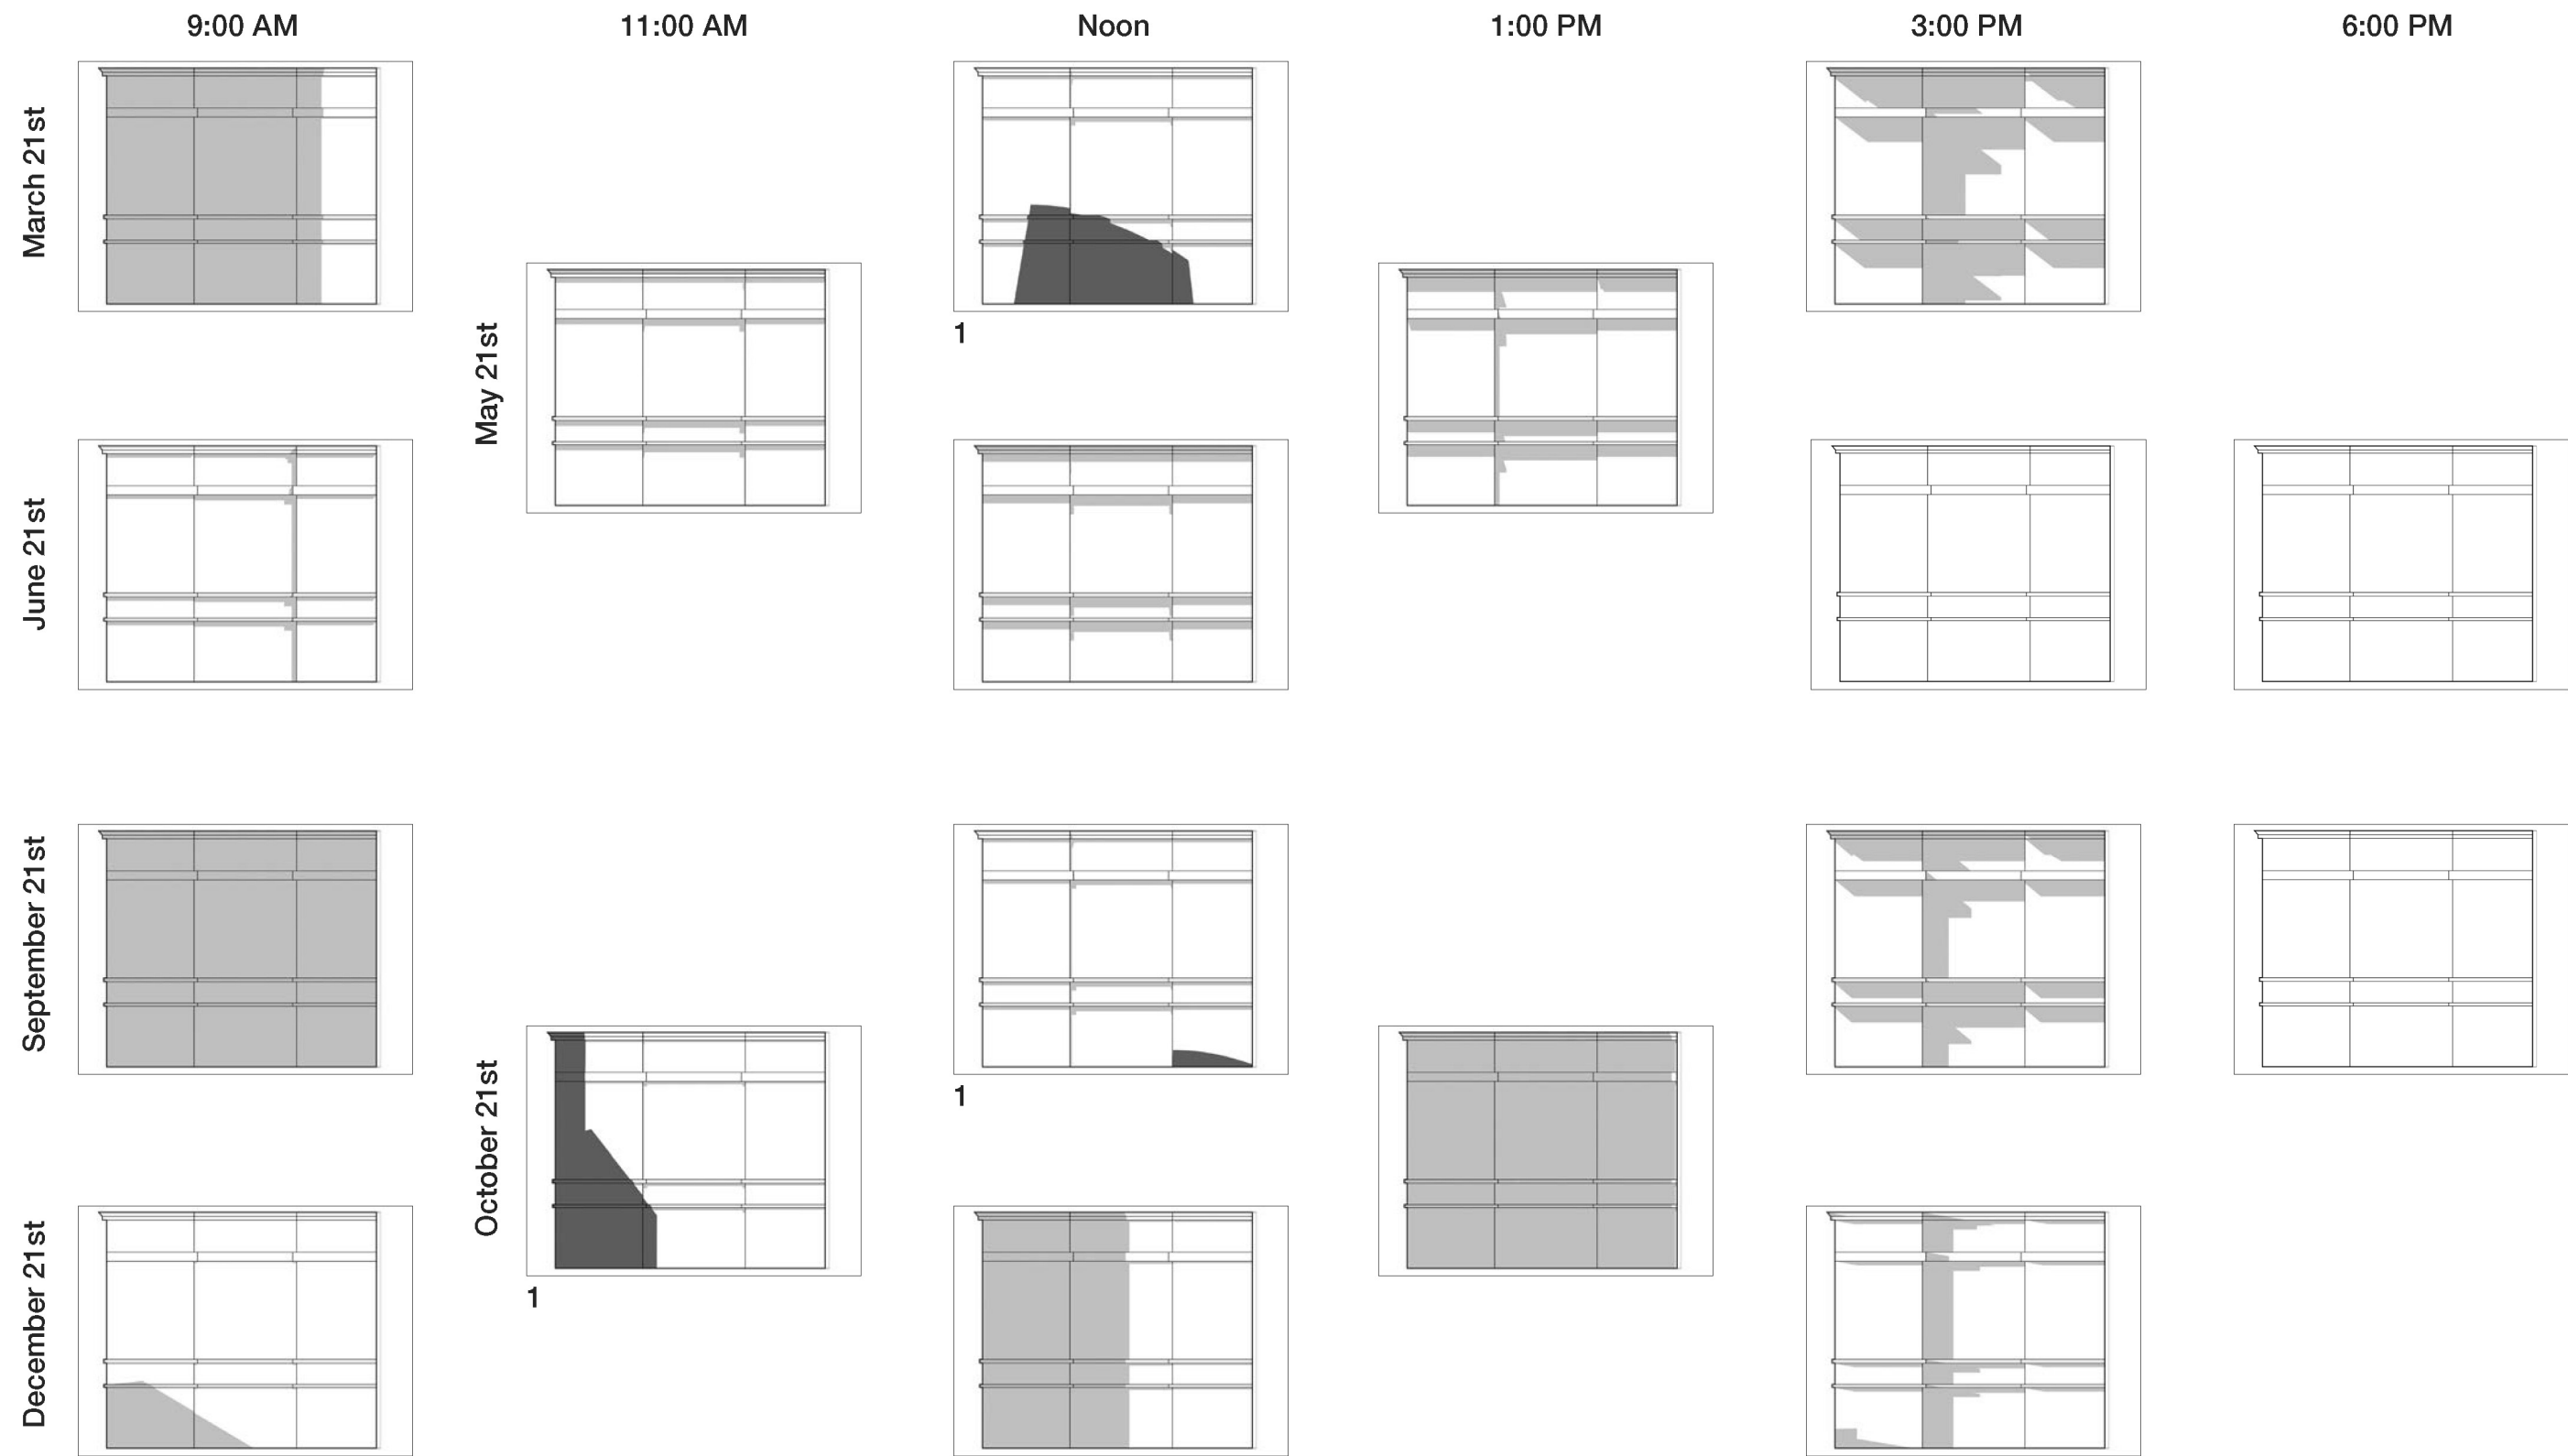 9:00 AM
11:00 AM
Noon
1:00 PM
3:00 PM
6:00 PM
March 21st
1
May 21st
June 21st
September 21st
1
October 21st
1
December 21st